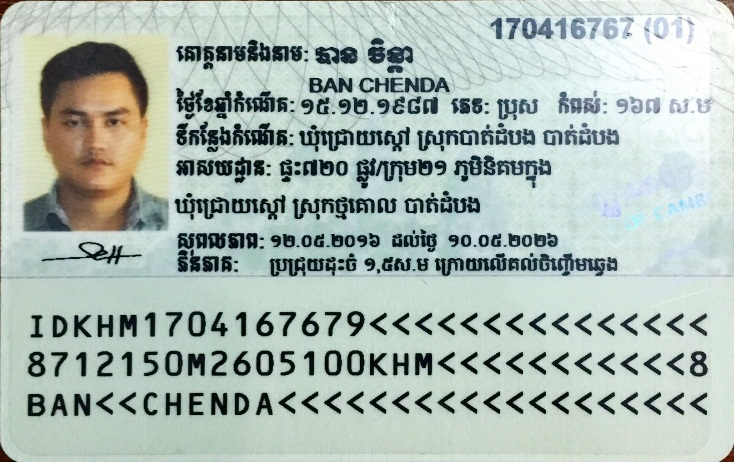 170416767 (01)
គោត្តនាមនិងនាម: បាន ចិន្តា
BAN CHENDA
ថ្ងៃខែឆ្នាំកំណើត: ១៥.១២.១៩៨៧ ភេទ: ប្រុស កំពស់: ១៦៧ ស.ម
ទីកន្លែងកំណើត: ឃុំជ្រោយស្តៅ ស្រុកបាត់ដំបង បាត់ដំបង
អាសយដ្ឋាន: ផ្ទះ៧២០ ផ្លូវ/ក្រុម២១ ភូមិនិគមក្នុង
ឃុំជ្រោយស្តៅ ស្រុកថ្មគោល បាត់ដំបង
សុពលភាព: ១២.០៥.២០១៦ ដល់ថ្ងៃ ១០.០៥.២០២៦
ភិនភាគ: ប្រជ្រុយដុះចំ ១,៥ស.ម ក្រោយលើគល់ចិញ្ចើមឆ្វេង
IDKHM1704167679<<<<<<<<<<<<<<<
8712150M2605100KHM<<<<<<<<<<<8
BAN<<CHENDA<<<<<<<<<<<<<<<<<<<